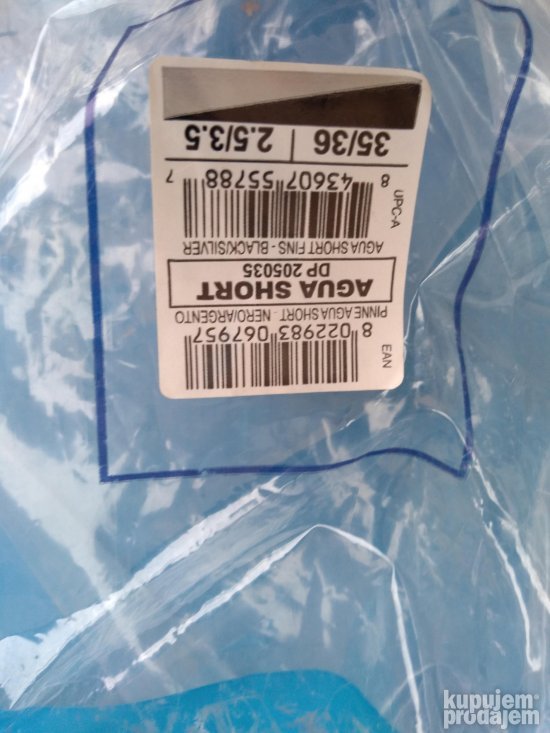 EAN
8 022983 067957
PINNE AGUA SHORT - NERO/ARGENTO
AGUA SHORT
DP 205035
AGUA SHORT FINS - BLACK/SILVER
UPC-A
8 43607 55788 7
35/36 | 2.5/3.5
kupujem
prodajem